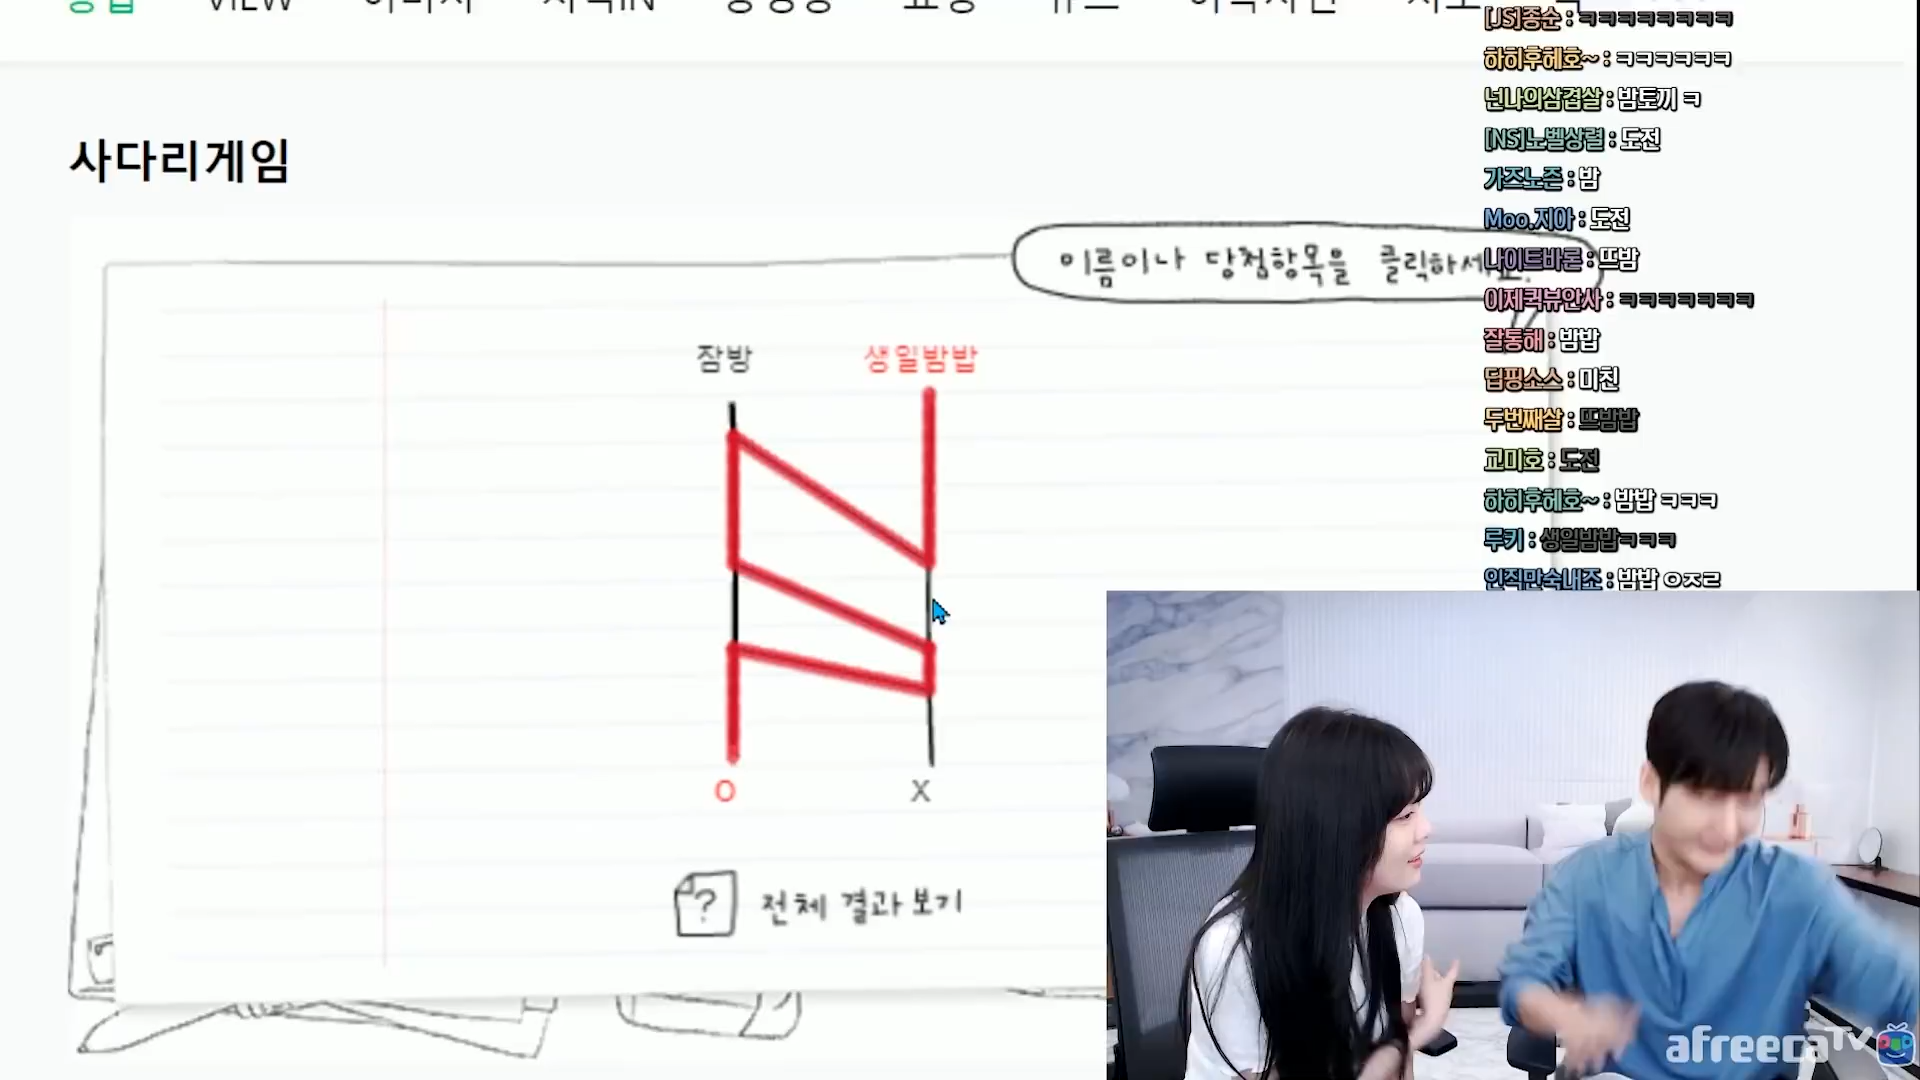 VIEW
[JS]종순 : ㅋㅋㅋㅋㅋㅋㅋㅋ
하히후헤호~ : ㅋㅋㅋㅋㅋㅋ
넌나의삼겹살 : 밤토끼 ㅋ
[NS]노벨상렬 : 도전
가즈노준 : 밤
Moo.지아 : 도전
나이트바론 : 뜨밤
이제퀵뷰안사 : ㅋㅋㅋㅋㅋㅋㅋ
잘통해 : 밤밥
딥핑소스 : 미친
두번째살 : 뜨밤밥
교미호 : 도전
하히후헤호~ : 밤밥 ㅋㅋㅋ
루키 : 생일밤밥ㅋㅋㅋ
인직만숙내조 : 밤밥 ㅇㅈㄹ
사다리게임
이름이나 당첨항목을 클릭하세
잠방 생일밤밥
O X
? 전체 결과 보기
afreecaTV